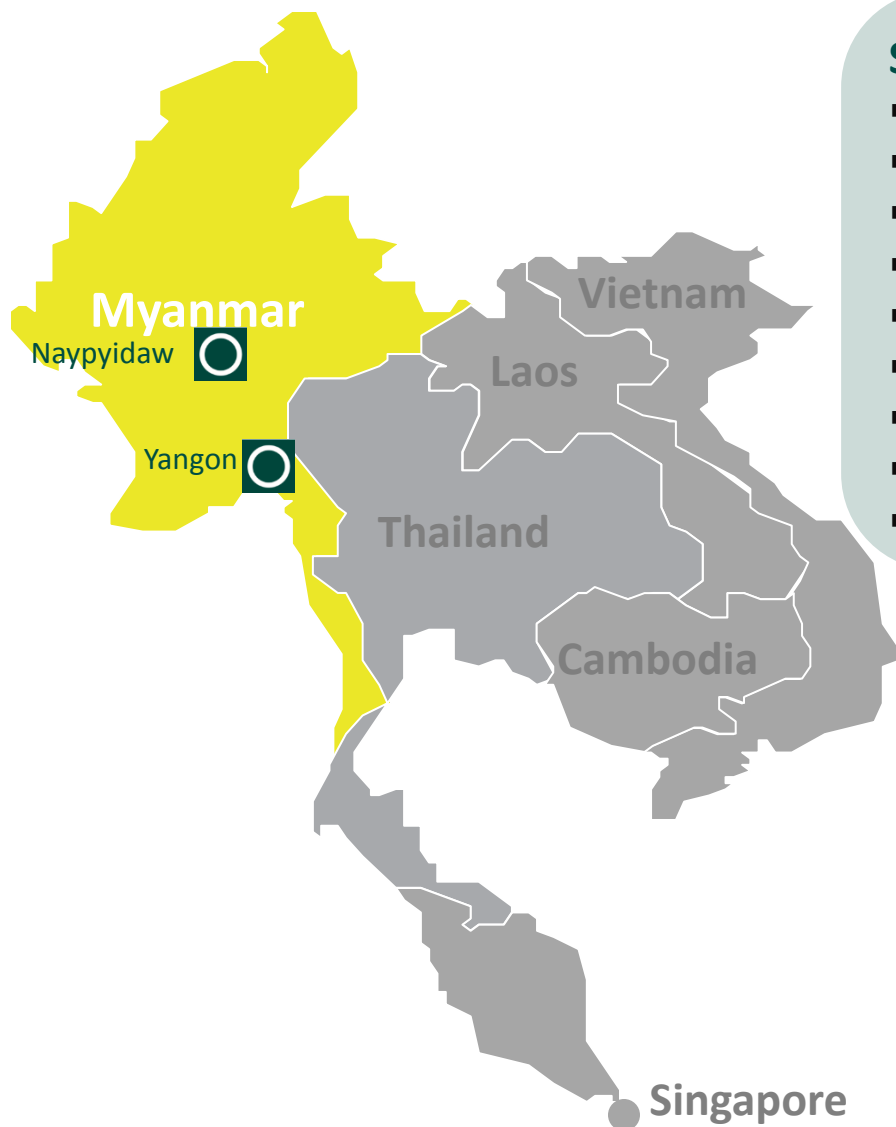 S
Vietnam
Myanmar
Naypyidaw
Laos
Yangon
Thailand
Cambodia
Singapore